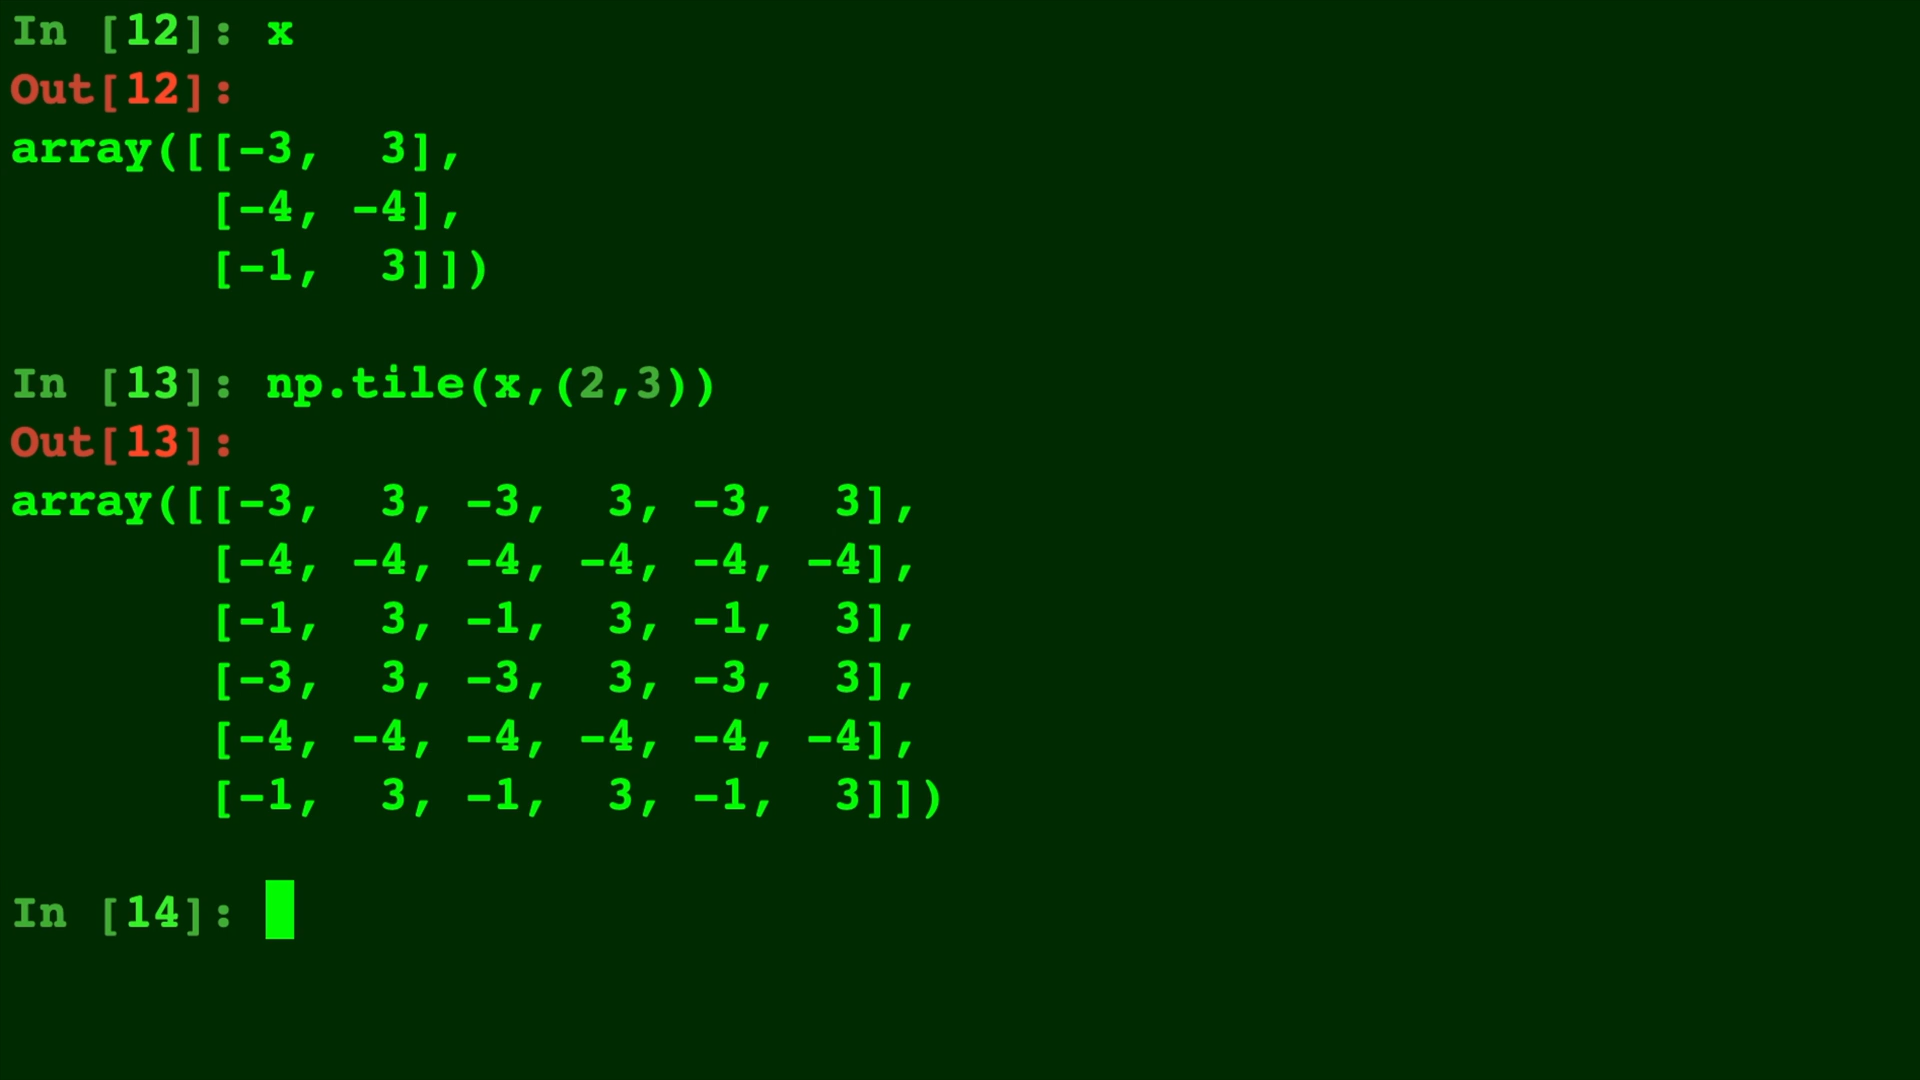 In [12]: x
Out[12]:
array([[-3,  3],
       [-4, -4],
       [-1,  3]])
In [13]: np.tile(x,(2,3))
Out[13]:
array([[-3,  3, -3,  3, -3,  3],
       [-4, -4, -4, -4, -4, -4],
       [-1,  3, -1,  3, -1,  3],
       [-3,  3, -3,  3, -3,  3],
       [-4, -4, -4, -4, -4, -4],
       [-1,  3, -1,  3, -1,  3]])
In [14]: